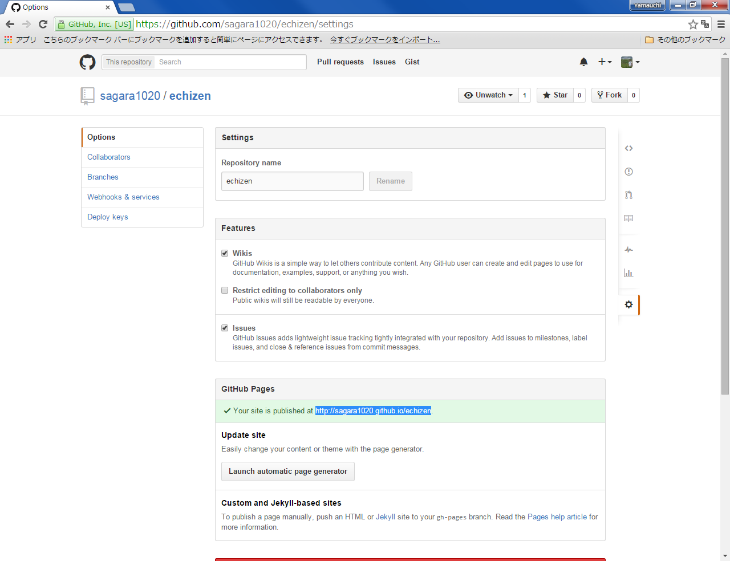 Options
Yamauchi
GitHub, Inc. [US]
https://github.com/sagara1020/echizen/settings
アプリ
こちらのブックマーク バーにブックマークを追加すると簡単にページにアクセスできます。
今すぐブックマークをインポート...
その他のブックマーク
This repository
Search
Pull requests
Issues
Gist
sagara1020 / echizen
Unwatch
1
Star
0
Fork
0
Options
Collaborators
Branches
Webhooks & services
Deploy keys
Settings
Repository name
echizen
Rename
Features
Wikis
GitHub Wikis is a simple way to let others contribute content. Any GitHub user can create and edit pages to use for
documentation, examples, support, or anything you wish.
Restrict editing to collaborators only
Public wikis will still be readable by everyone.
Issues
GitHub Issues adds lightweight issue tracking tightly integrated with your repository. Add issues to milestones, label
issues, and close & reference issues from commit messages.
GitHub Pages
Your site is published at http://sagara1020.github.io/echizen
Update site
Easily change your content or theme with the page generator.
Launch automatic page generator
Custom and Jekyll-based sites
To publish a page manually, push an HTML or Jekyll site to your gh-pages branch. Read the Pages help article for
more information.